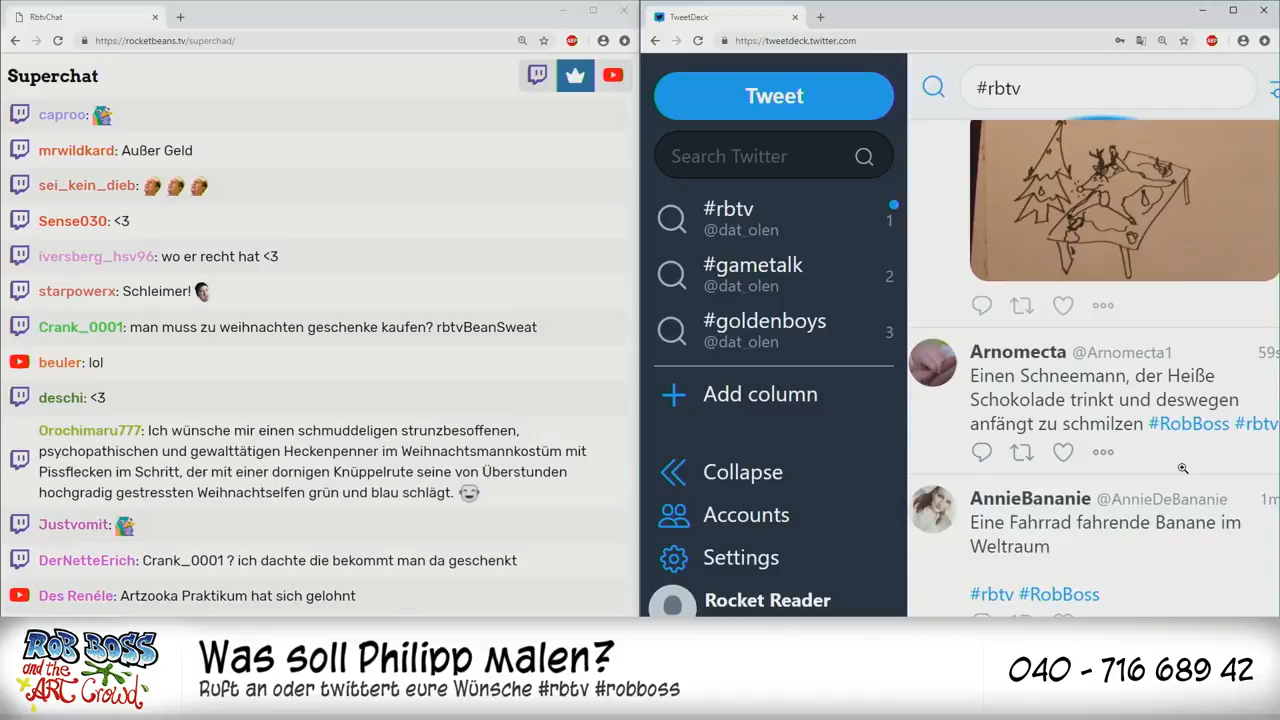 RbtvChat
https://rocketbeans.tv/superchad/
Superchat
caproo:
mrwildkard: Außer Geld
sei_kein_dieb:
Sense030: <3
iversberg_hsv96: wo er recht hat <3
starpowerx: Schleimer!
Crank_0001: man muss zu weihnachten geschenke kaufen? rbtvBeanSweat
beuler: lol
deschi: <3
Orochimaru777: Ich wünsche mir einen schmuddeligen strunzbesoffenen,
psychopathischen und gewalttätigen Heckenpenner im Weihnachtsmannkostüm mit
Pissflecken im Schritt, der mit einer dornigen Knüppelrute seine von Überstunden
hochgradig gestressten Weihnachtselfen grün und blau schlägt.
Justvomit:
DerNetteErich: Crank_0001 ? ich dachte die bekommt man da geschenkt
Des Renéle: Artzooka Praktikum hat sich gelohnt
TweetDeck
https://tweetdeck.twitter.com
ABP
ABP
Tweet
Search Twitter
#rbtv
@dat_olen
1
#gametalk
@dat_olen
2
#goldenboys
@dat_olen
3
Add column
Collapse
Accounts
Settings
Rocket Reader
#rbtv
Arnomecta @Arnomecta1 59s
Einen Schneemann, der Heiße
Schokolade trinkt und deswegen
anfängt zu schmilzen #RobBoss #rbtv
AnnieBananie @AnnieDeBananie 1m
Eine Fahrrad fahrende Banane im
Weltraum
#rbtv #RobBoss
ROB BOSS
and the
ART CROWD
Was soll Philipp malen?
Ruft an oder twittert eure Wünsche #rbtv #robboss
040 - 716 689 42